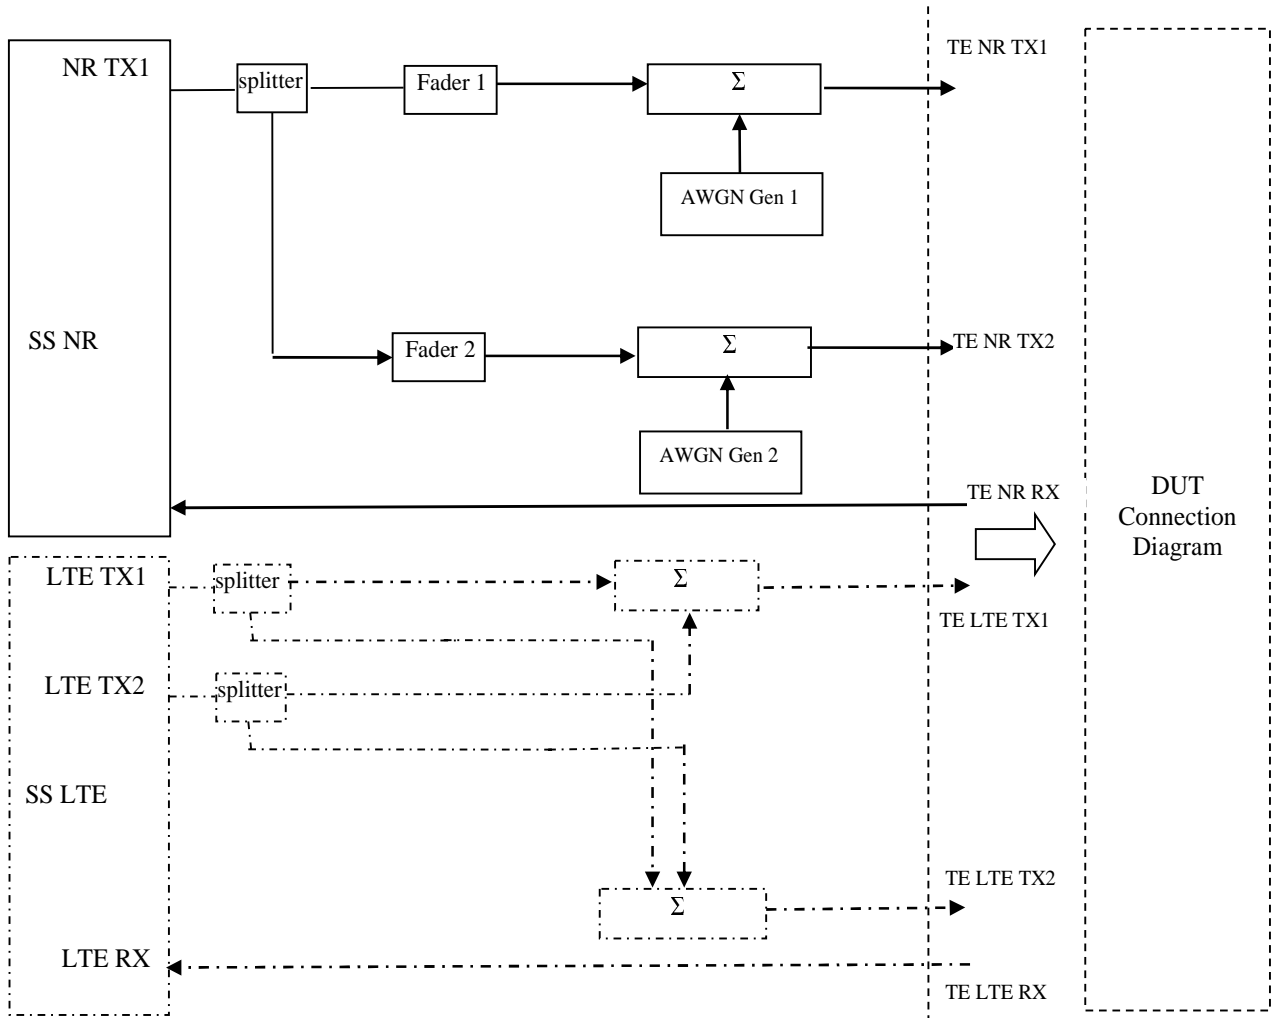 TE NR TX1
NR TX1
splitter
Fader 1
Σ
AWGN Gen 1
SS NR
Fader 2
Σ
TE NR TX2
AWGN Gen 2
TE NR RX
DUT
Connection
Diagram
LTE TX1
splitter
Σ
TE LTE TX1
LTE TX2
splitter
SS LTE
TE LTE TX2
Σ
LTE RX
TE LTE RX